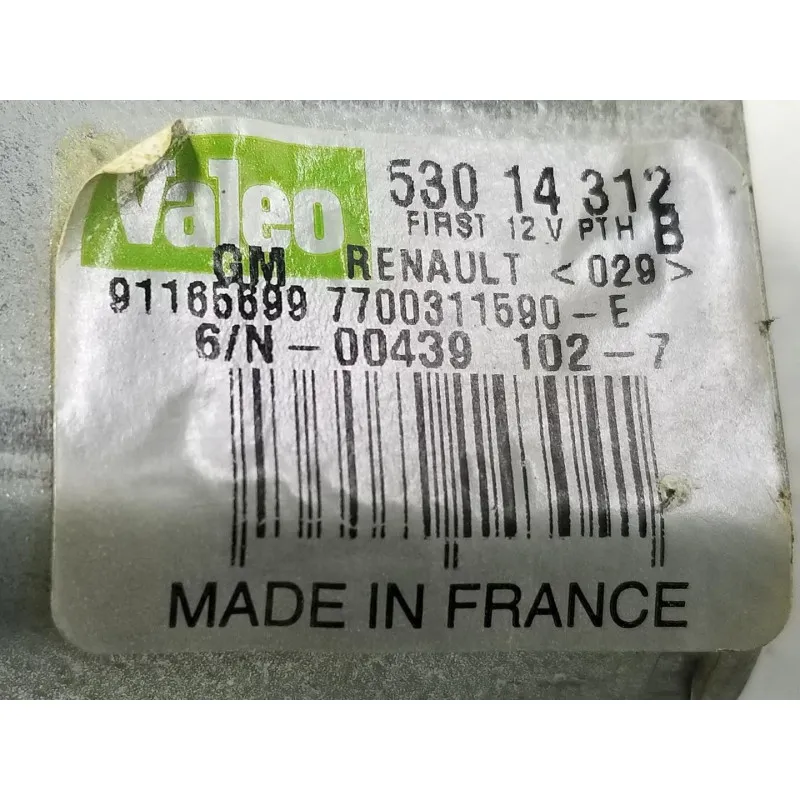 Valeo 530 14 312
FIRST 12 V PTH B
GM RENAULT <029>
91165699 7700311590-E
6/N-00439 102-7
MADE IN FRANCE